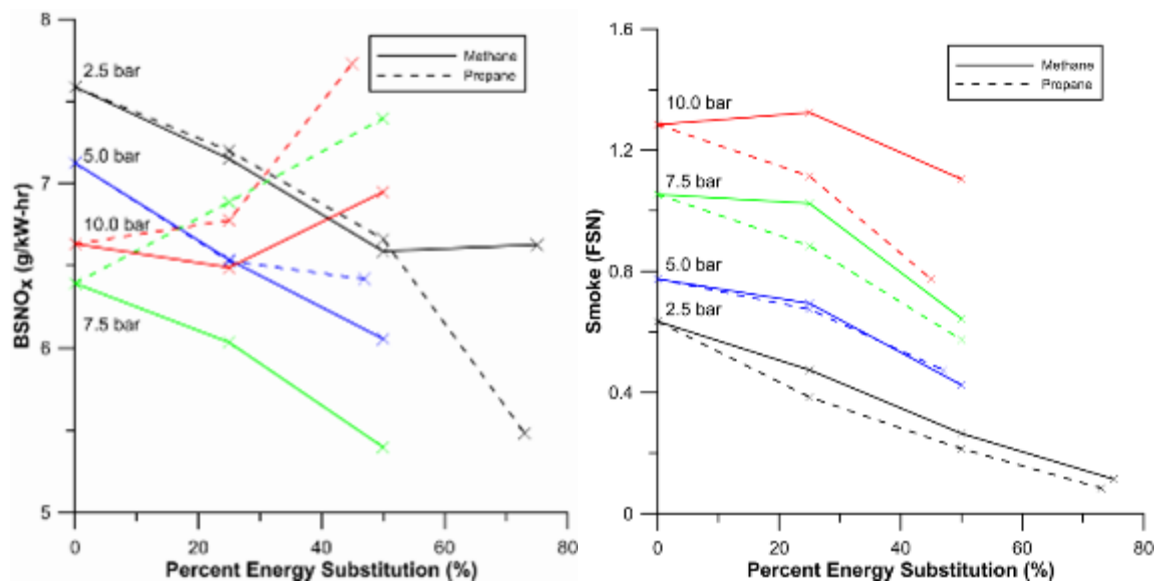 8
7
6
5
BSNOx (g/kW-hr)
2.5 bar
5.0 bar
10.0 bar
7.5 bar
Methane
Propane
0 20 40 60 80
Percent Energy Substitution (%)
1.6
1.2
0.8
0.4
0
Smoke (FSN)
10.0 bar
7.5 bar
5.0 bar
2.5 bar
Methane
Propane
0 20 40 60 80
Percent Energy Substitution (%)